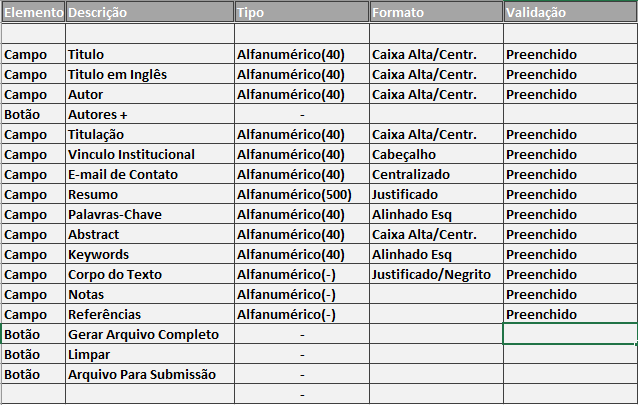 Elemento Descrição Tipo Formato Validação
Campo Titulo Alfanumérico(40) Caixa Alta/Centr. Preenchido
Campo Titulo em Inglês Alfanumérico(40) Caixa Alta/Centr. Preenchido
Campo Autor Alfanumérico(40) Caixa Alta/Centr. Preenchido
Botão Autores + -
Campo Titulação Alfanumérico(40) Caixa Alta/Centr. Preenchido
Campo Vinculo Institucional Alfanumérico(40) Cabeçalho Preenchido
Campo E-mail de Contato Alfanumérico(40) Centralizado Preenchido
Campo Resumo Alfanumérico(500) Justificado Preenchido
Campo Palavras-Chave Alfanumérico(40) Alinhado Esq Preenchido
Campo Abstract Alfanumérico(40) Caixa Alta/Centr. Preenchido
Campo Keywords Alfanumérico(40) Alinhado Esq Preenchido
Campo Corpo do Texto Alfanumérico(-) Justificado/Negrito Preenchido
Campo Notas Alfanumérico(-) Preenchido
Campo Referências Alfanumérico(-) Preenchido
Botão Gerar Arquivo Completo -
Botão Limpar -
Botão Arquivo Para Submissão -
-